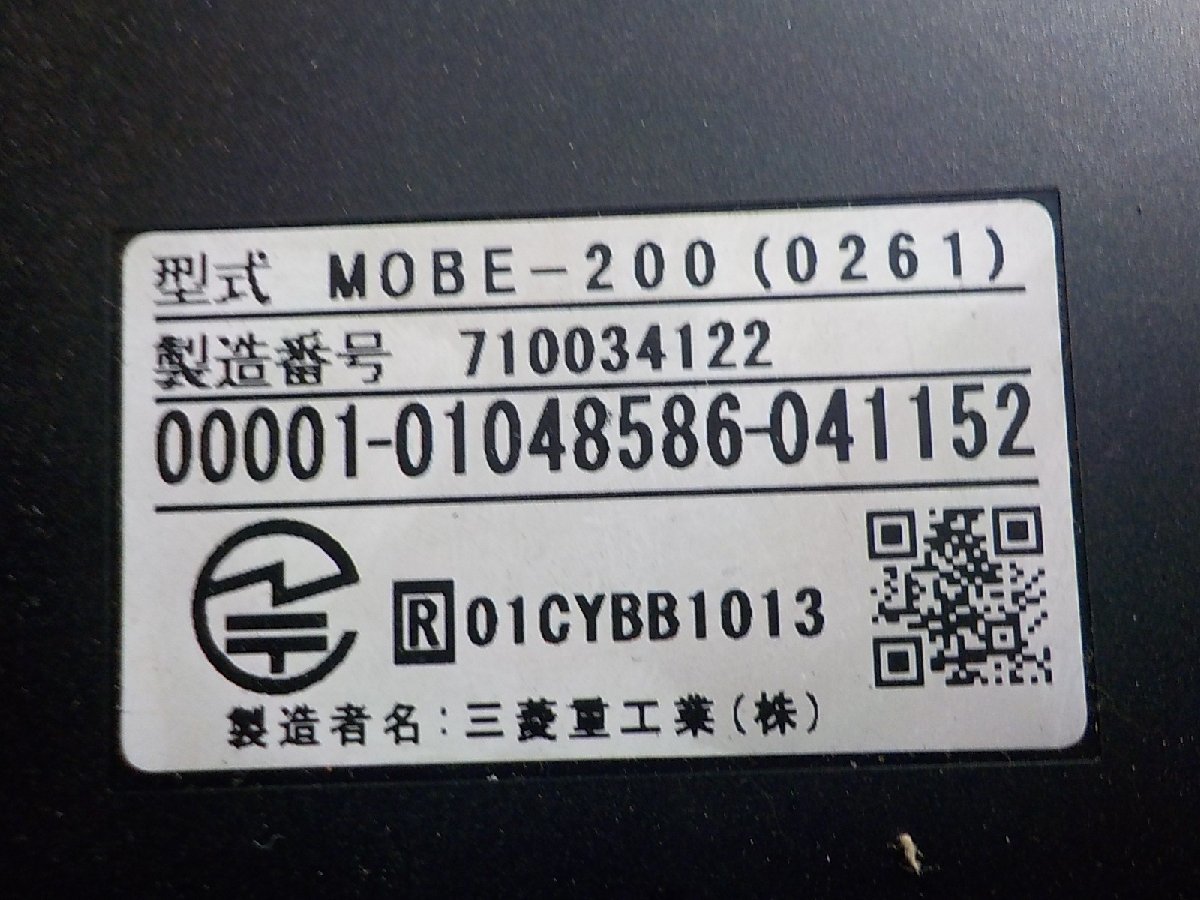 型式 MOBE-200(0261)
製造番号 710034122
00001-01048586-041152
R 01CYBB1013
製造者名:三菱重工業(株)